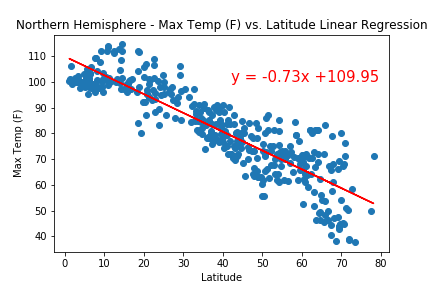 Northern Hemisphere - Max Temp (F) vs. Latitude Linear Regression
y = -0.73x +109.95
Max Temp (F)
110
100
90
80
70
60
50
40
0 10 20 30 40 50 60 70 80
Latitude